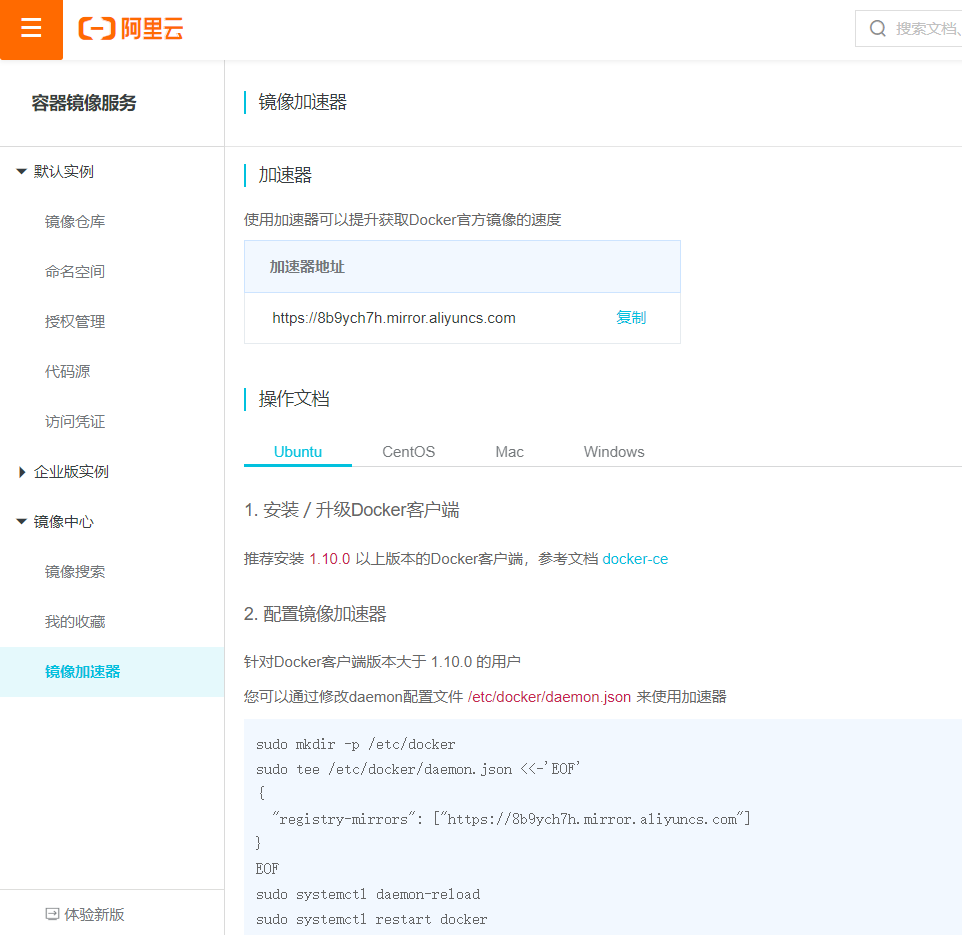 阿里云
搜索文档、
容器镜像服务
默认实例
镜像仓库
命名空间
授权管理
代码源
访问凭证
企业版实例
镜像中心
镜像搜索
我的收藏
镜像加速器
体验新版
镜像加速器
加速器
使用加速器可以提升获取Docker官方镜像的速度
加速器地址
https://8b9ych7h.mirror.aliyuncs.com 复制
操作文档
Ubuntu CentOS Mac Windows
1. 安装 / 升级Docker客户端
推荐安装 1.10.0 以上版本的Docker客户端，参考文档 docker-ce
2. 配置镜像加速器
针对Docker客户端版本大于 1.10.0 的用户
您可以通过修改daemon配置文件 /etc/docker/daemon.json 来使用加速器
sudo mkdir -p /etc/docker
sudo tee /etc/docker/daemon.json <<-'EOF'
{
"registry-mirrors": ["https://8b9ych7h.mirror.aliyuncs.com"]
}
EOF
sudo systemctl daemon-reload
sudo systemctl restart docker